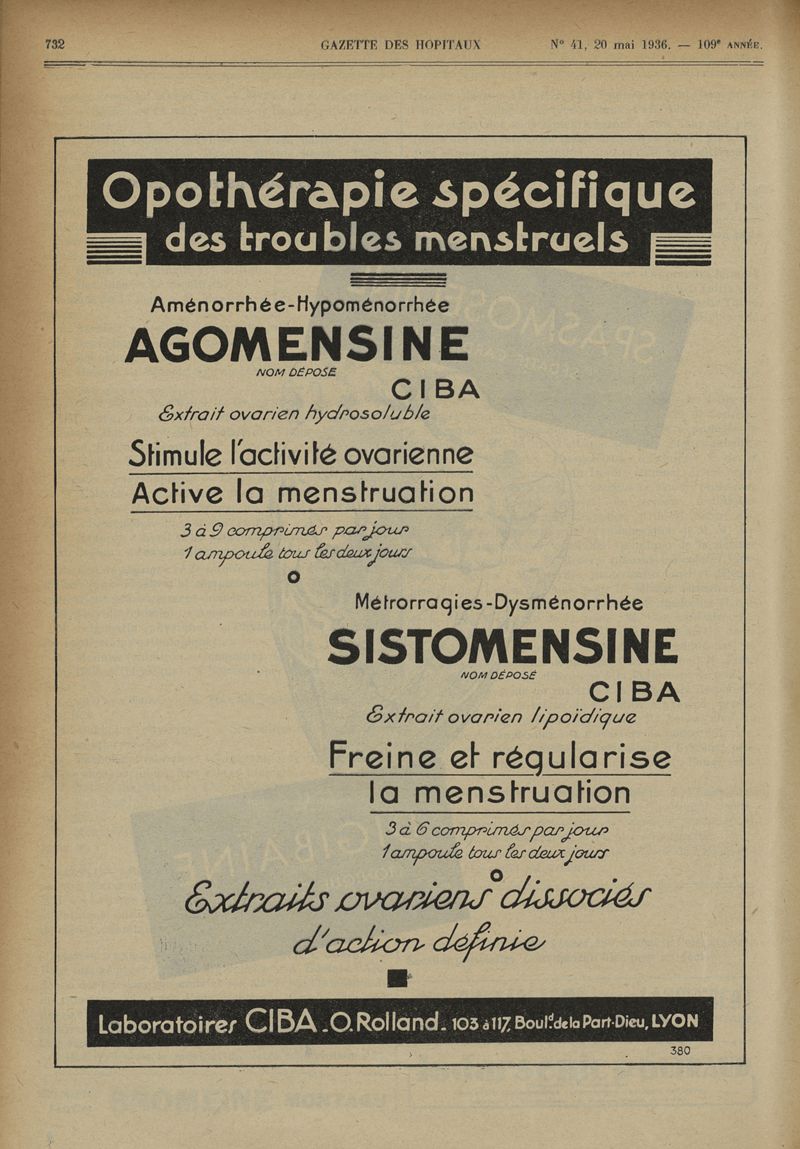 732 GAZETTE DES HOPITAUX N° 41, 20 mai 1936. — 109e ANNÉE.
Opothérapie spécifique
des troubles menstruels
Aménorrhée-Hypoménorrhée
AGOMENSINE
NOM DÉPOSÉ
CIBA
Extrait ovarien hydrosoluble
Stimule l'activité ovarienne
Active la menstruation
3 à 9 comprimés par jour
1 ampoule tous les deux jours
Métrorragies-Dysménorrhée
SISTOMENSINE
NOM DÉPOSÉ
CIBA
Extrait ovarien lipoïdique
Freine et régularise
la menstruation
3 à 6 comprimés par jour
1 ampoule tous les deux jours
Extraits ovariens dissociés
d'action définie
Laboratoires CIBA. O. Rolland. 103 à 117, Boul.d de la Part-Dieu, LYON
380